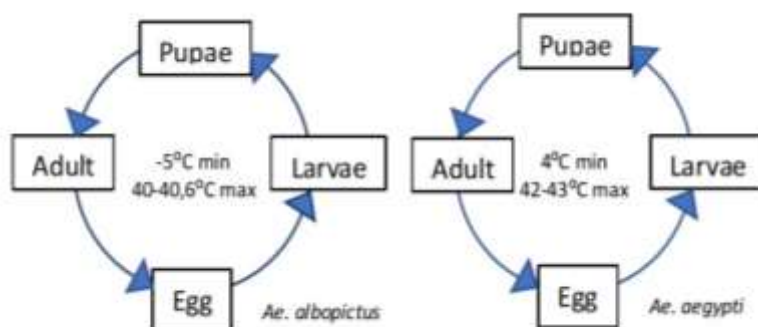 Pupae
Adult
-5°C min
40-40,6°C max
Larvae
Egg
Ae. albopictus
Pupae
Adult
4°C min
42-43°C max
Larvae
Egg
Ae. aegypti